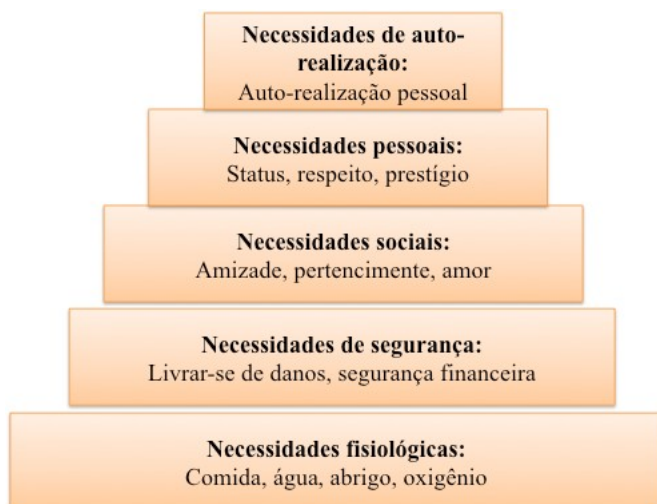 Necessidades de auto-
realização:
Auto-realização pessoal
Necessidades pessoais:
Status, respeito, prestígio
Necessidades sociais:
Amizade, pertencimente, amor
Necessidades de segurança:
Livrar-se de danos, segurança financeira
Necessidades fisiológicas:
Comida, água, abrigo, oxigênio